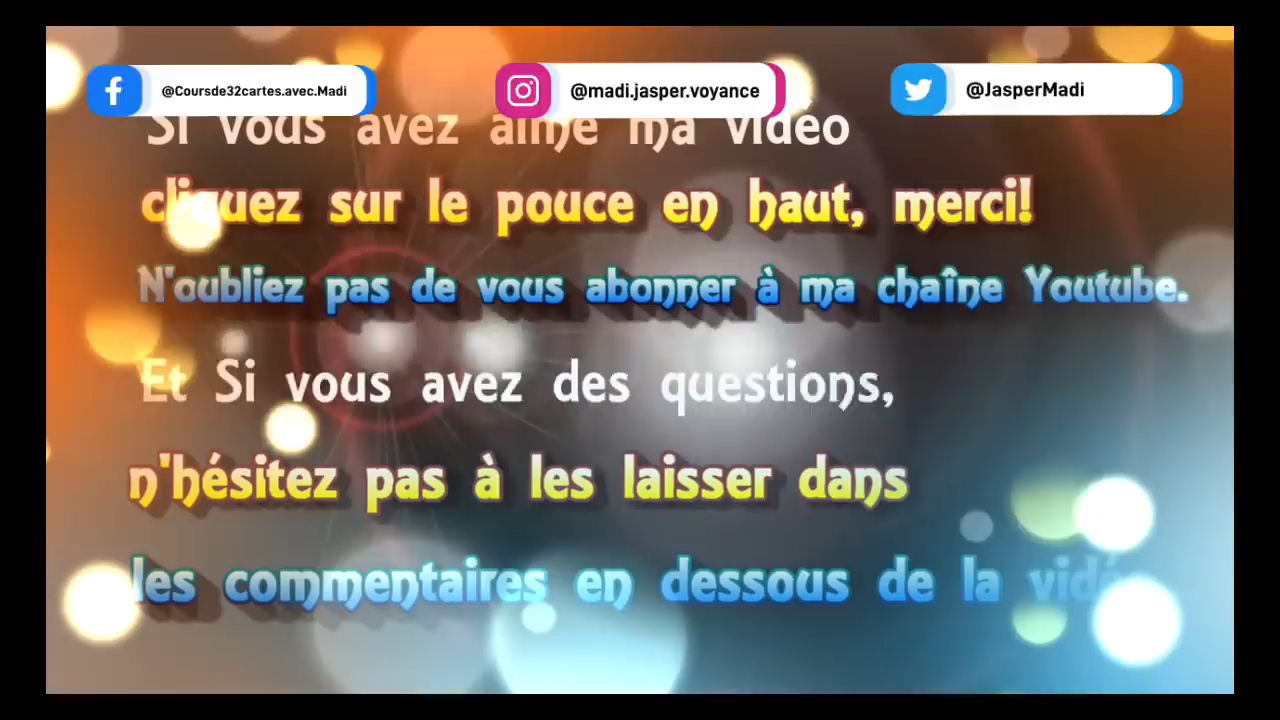 @Coursde32cartes.avec.Madi
@madi.jasper.voyance
@JasperMadi
Si vous avez aimé ma vidéo
cliquez sur le pouce en haut, merci!
N'oubliez pas de vous abonner à ma chaîne Youtube.
Et Si vous avez des questions,
n'hésitez pas à les laisser dans
les commentaires en dessous de la vidéo